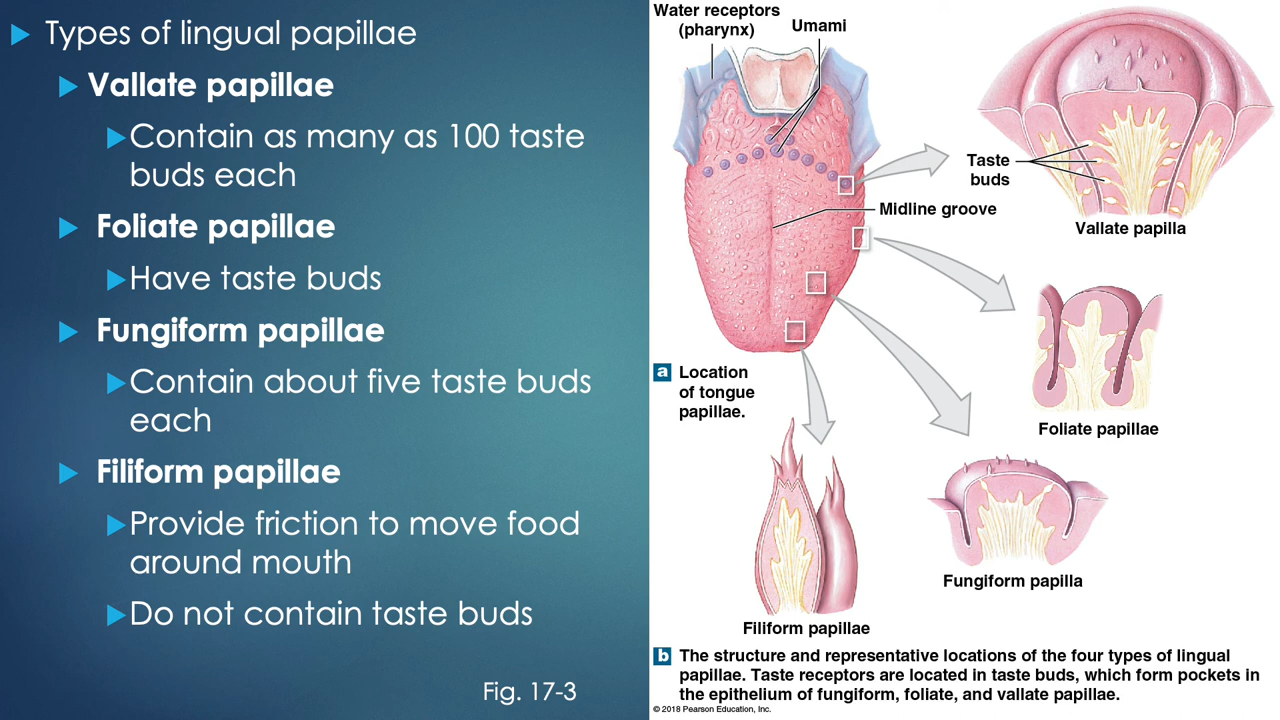 Types of lingual papillae
Vallate papillae
Contain as many as 100 taste
buds each
Foliate papillae
Have taste buds
Fungiform papillae
Contain about five taste buds
each
Filiform papillae
Provide friction to move food
around mouth
Do not contain taste buds
Fig. 17-3
Water receptors
(pharynx)
Umami
Taste
buds
Midline groove
Vallate papilla
a Location
of tongue
papillae.
Foliate papillae
Fungiform papilla
Filiform papillae
b The structure and representative locations of the four types of lingual
papillae. Taste receptors are located in taste buds, which form pockets in
the epithelium of fungiform, foliate, and vallate papillae.
© 2018 Pearson Education, Inc.